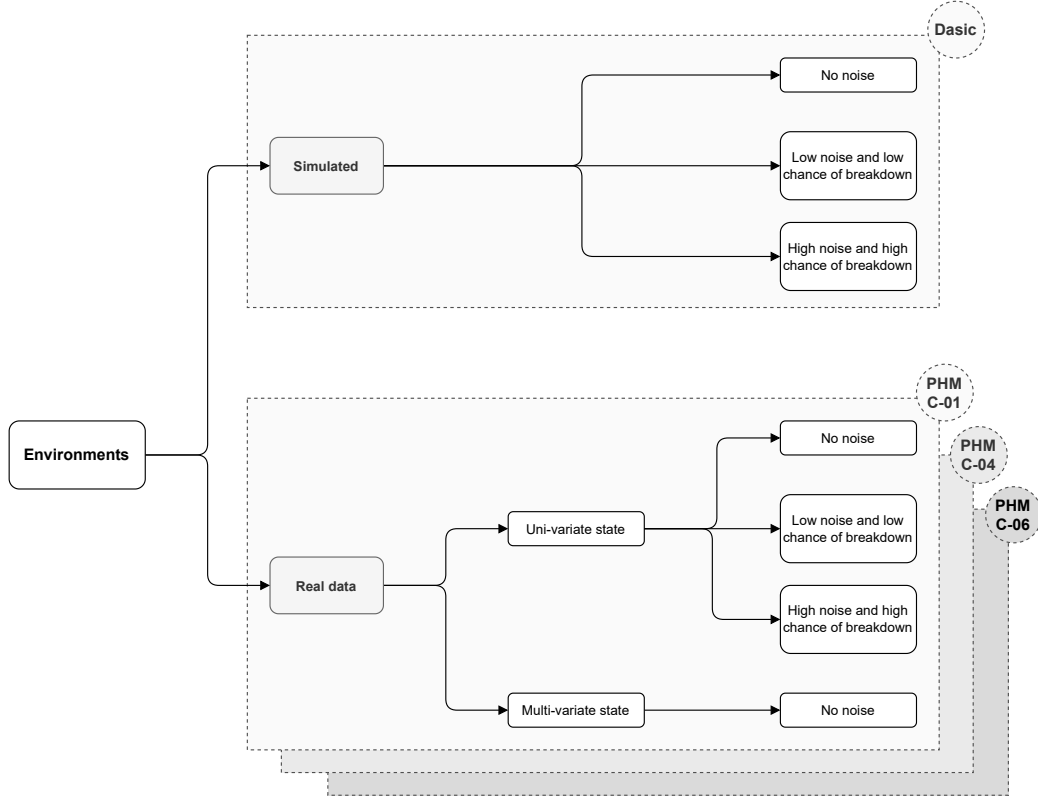 Dasic
No noise
Simulated
Low noise and low
chance of breakdown
High noise and high
chance of breakdown
Environments
PHM
C-01
PHM
C-04
PHM
C-06
No noise
Uni-variate state
Low noise and low
chance of breakdown
Real data
High noise and high
chance of breakdown
Multi-variate state
No noise